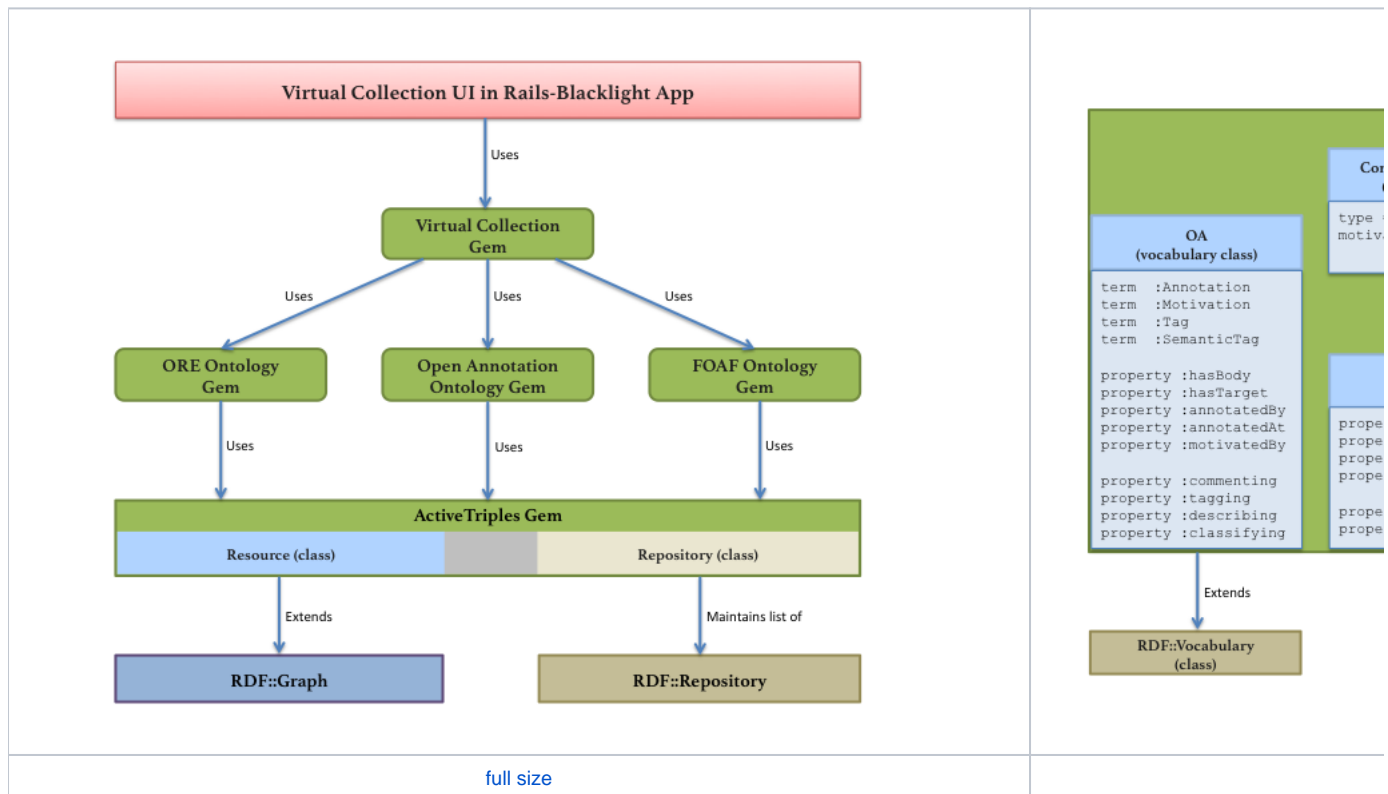 Virtual Collection UI in Rails-Blacklight App
Uses
Virtual Collection
Gem
Uses
Uses
Uses
ORE Ontology
Gem
Open Annotation
Ontology Gem
FOAF Ontology
Gem
Uses
Uses
Uses
ActiveTriples Gem
Resource (class)
Repository (class)
Extends
Maintains list of
RDF::Graph
RDF::Repository
full size
OA
(vocabulary class)
term :Annotation
term :Motivation
term :Tag
term :SemanticTag
property :hasBody
property :hasTarget
property :annotatedBy
property :annotatedAt
property :motivatedBy
property :commenting
property :tagging
property :describing
property :classifying
Extends
RDF::Vocabulary
(class)
type